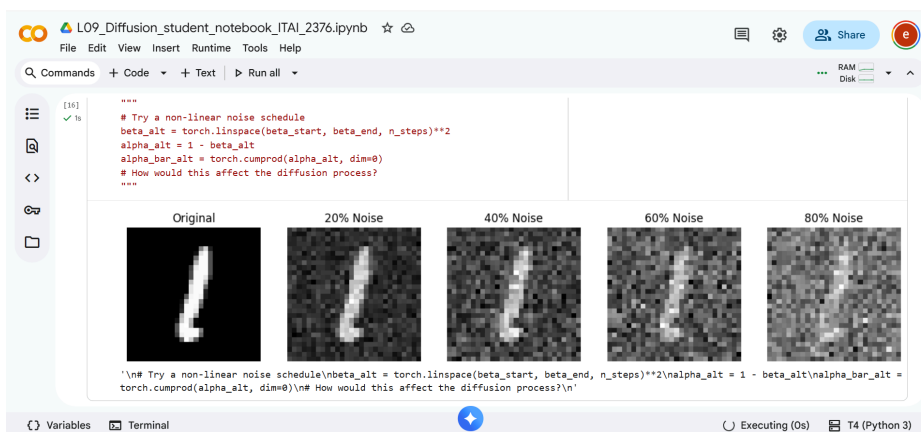 L09_Diffusion_student_notebook_ITAI_2376.ipynb
File Edit View Insert Runtime Tools Help
Share
e
Commands + Code + Text Run all
RAM
Disk
[16]
1s
"""
# Try a non-linear noise schedule
beta_alt = torch.linspace(beta_start, beta_end, n_steps)**2
alpha_alt = 1 - beta_alt
alpha_bar_alt = torch.cumprod(alpha_alt, dim=0)
# How would this affect the diffusion process?
"""
Original 20% Noise 40% Noise 60% Noise 80% Noise
'\n# Try a non-linear noise schedule\nbeta_alt = torch.linspace(beta_start, beta_end, n_steps)**2\nalpha_alt = 1 - beta_alt\nalpha_bar_alt =
torch.cumprod(alpha_alt, dim=0)\n# How would this affect the diffusion process?\n'
{} Variables Terminal Executing (0s) T4 (Python 3)